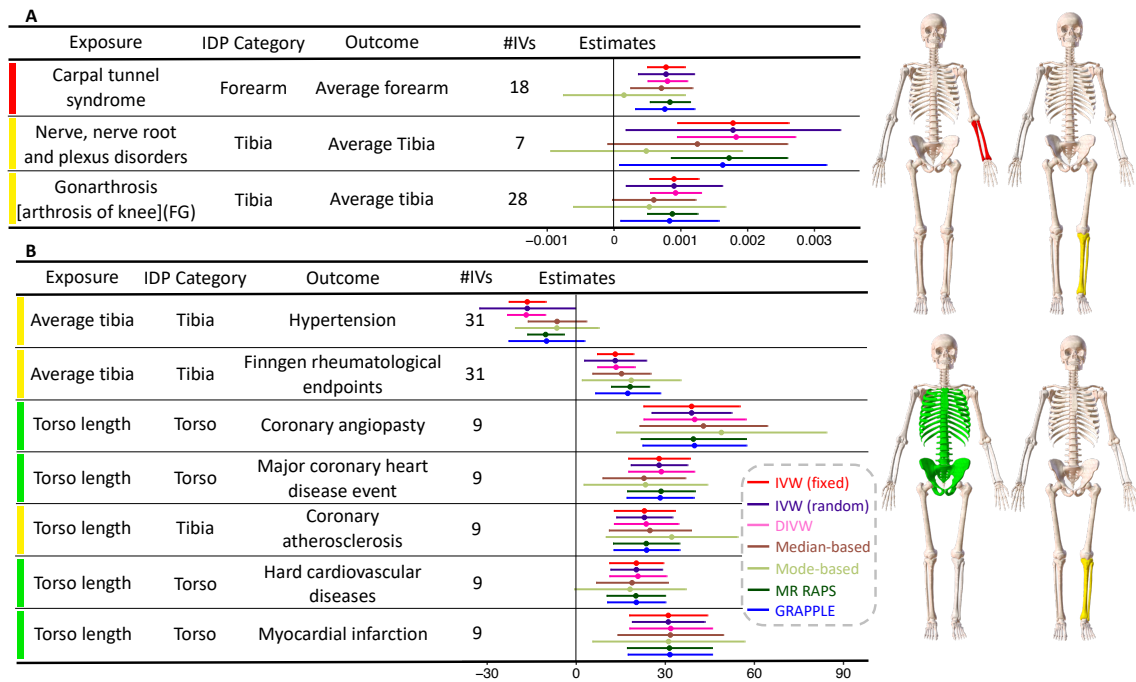 A
Exposure IDP Category Outcome #IVs Estimates
Carpal tunnel
syndrome
Forearm Average forearm 18
Nerve, nerve root
and plexus disorders
Tibia Average Tibia 7
Gonarthrosis
[arthrosis of knee](FG)
Tibia Average tibia 28
−0.001 0 0.001 0.002 0.003
B
Exposure IDP Category Outcome #IVs Estimates
Average tibia Tibia Hypertension 31
Average tibia Tibia Finngen rheumatological
endpoints
31
Torso length Torso Coronary angiopasty 9
Torso length Torso Major coronary heart
disease event
9
Torso length Tibia Coronary
atherosclerosis
9
Torso length Torso Hard cardiovascular
diseases
9
Torso length Torso Myocardial infarction 9
−30 0 30 60 90
IVW (fixed)
IVW (random)
DIVW
Median-based
Mode-based
MR RAPS
GRAPPLE